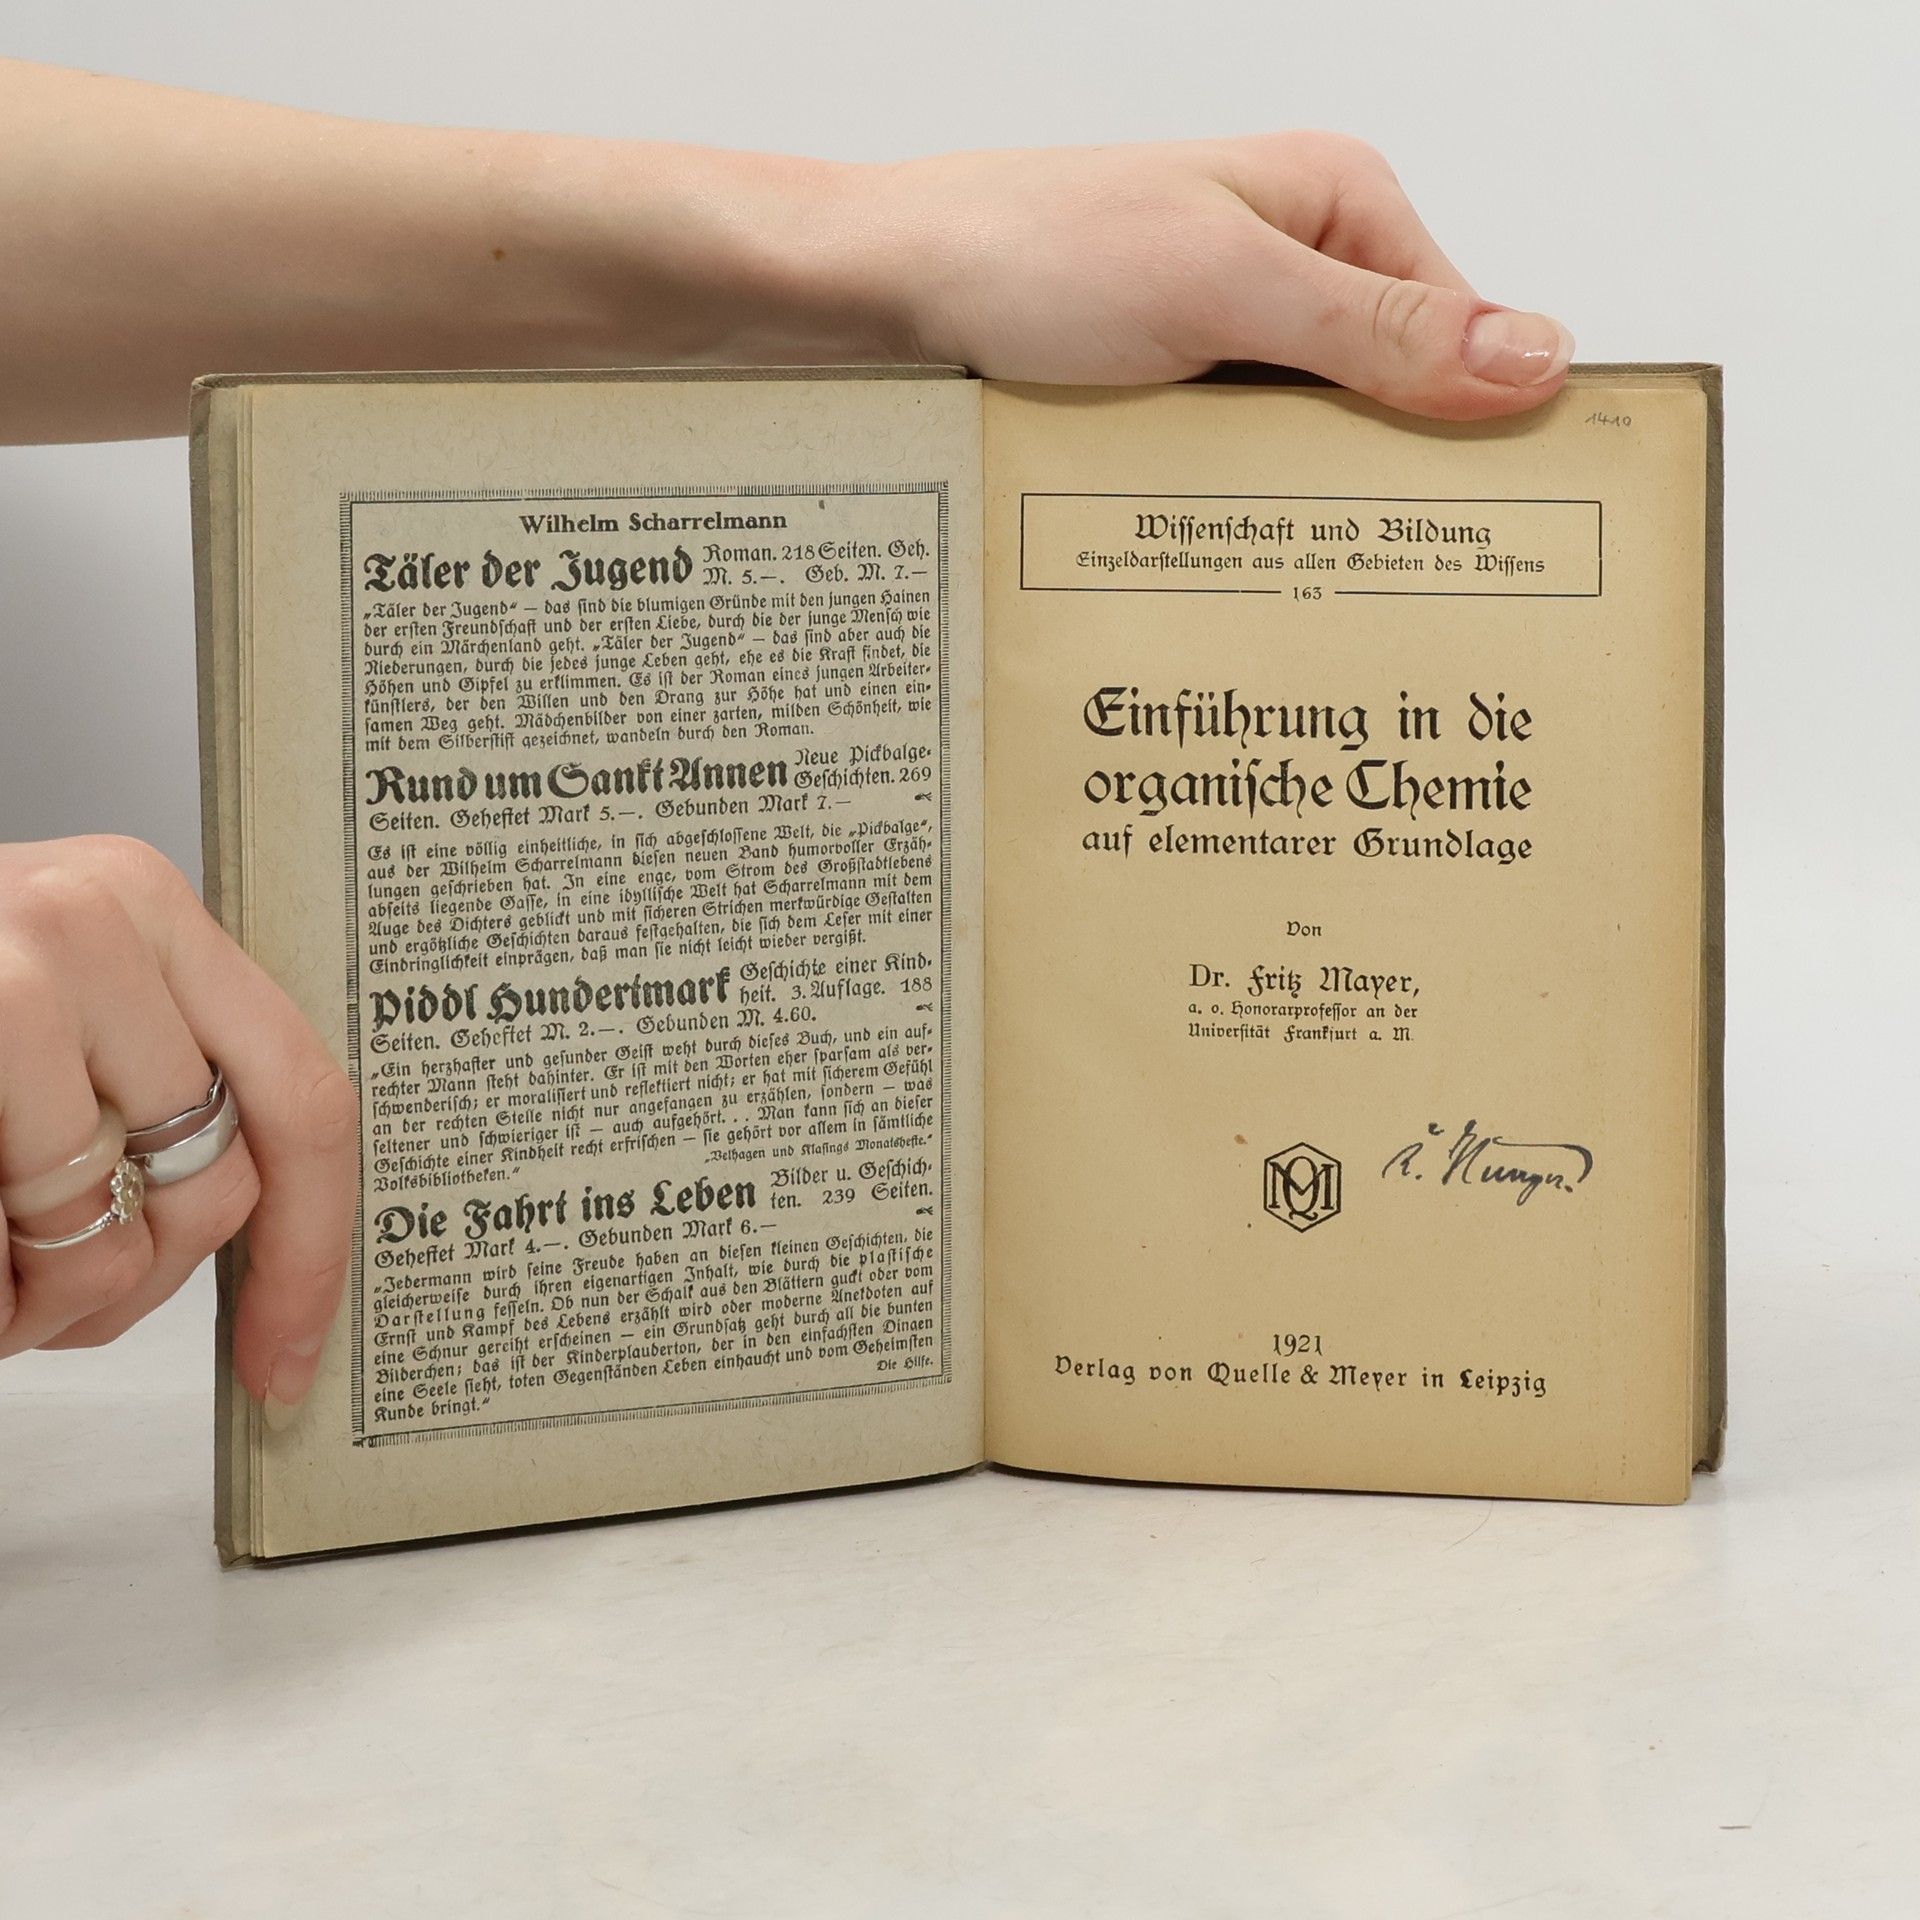 Wilhelm Scharrelmann
Täler der Jugend Roman. 218 Seiten. Geh.
M. 5.—. Geb. M. 7.—
„Täler der Jugend“ — das sind die blumigen Gründe mit den jungen Hainen
der ersten Freundschaft und der ersten Liebe, durch die der junge Mensch wie
durch ein Märchenland geht. „Täler der Jugend“ — das sind aber auch die
Niederungen, durch die jedes junge Leben geht, ehe es die Kraft findet, die
Höhen und Gipfel zu erklimmen. Es ist der Roman eines jungen Arbeiter-
künstlers, der den Willen und den Drang zur Höhe hat und einen ein-
samen Weg geht. Mädchenbilder von einer zarten, milden Schönheit, wie
mit dem Silberstift gezeichnet, wandeln durch den Roman.
Rund um Sankt Annen Neue Pickbalge-
Geschichten. 269
Seiten. Geheftet Mark 5.—. Gebunden Mark 7.—
Es ist eine völlig einheitliche, in sich abgeschlossene Welt, die „Pickbalge“,
aus der Wilhelm Scharrelmann diesen neuen Band humorvoller Erzäh-
lungen geschrieben hat. In eine enge, vom Strom des Großstadtlebens
abseits liegende Gasse, in eine idyllische Welt hat Scharrelmann mit dem
Auge des Dichters geblickt und mit sicheren Strichen merkwürdige Gestalten
und ergötzliche Geschichten daraus festgehalten, die sich dem Leser mit einer
Eindringlichkeit einprägen, daß man sie nicht leicht wieder vergißt.
Piddl Hundertmark Geschichte einer Kind-
heit. 3. Auflage. 188
Seiten. Geheftet M. 2.—. Gebunden M. 4.60.
„Ein herzhafter und gesunder Geist weht durch dieses Buch, und ein auf-
rechter Mann steht dahinter. Er ist mit den Worten eher sparsam als ver-
schwenderisch; er moralisiert und reflektiert nicht; er hat mit sicherem Gefühl
an der rechten Stelle nicht nur angefangen zu erzählen, sondern — was
seltener und schwieriger ist — auch aufgehört. . . Man kann sich an dieser
Geschichte einer Kindheit recht erfrischen — sie gehört vor allem in sämtliche
Volksbibliotheken.“ „Velhagen und Klasings Monatshefte.“
Die Fahrt ins Leben Bilder u. Geschich-
ten. 239 Seiten.
Geheftet Mark 4.—. Gebunden Mark 6.—
„Jedermann wird seine Freude haben an diesen kleinen Geschichten, die
gleicherweise durch ihren eigenartigen Inhalt, wie durch die plastische
Darstellung fesseln. Ob nun der Schalk aus den Blättern guckt oder vom
Ernst und Kampf des Lebens erzählt wird oder moderne Anekdoten auf
eine Schnur gereiht erscheinen — ein Grundsatz geht durch all die bunten
Bilderchen; das ist der Kinderplauderton, der in den einfachsten Dingen
eine Seele sieht, toten Gegenständen Leben einhaucht und vom Geheimsten
Kunde bringt.“ Die Hilfe.
1410
Wissenschaft und Bildung
Einzeldarstellungen aus allen Gebieten des Wissens
163
Einführung in die
organische Chemie
auf elementarer Grundlage
Von
Dr. Fritz Mayer,
a. o. Honorarprofessor an der
Universität Frankfurt a. M.
QM
1921
Verlag von Quelle & Meyer in Leipzig